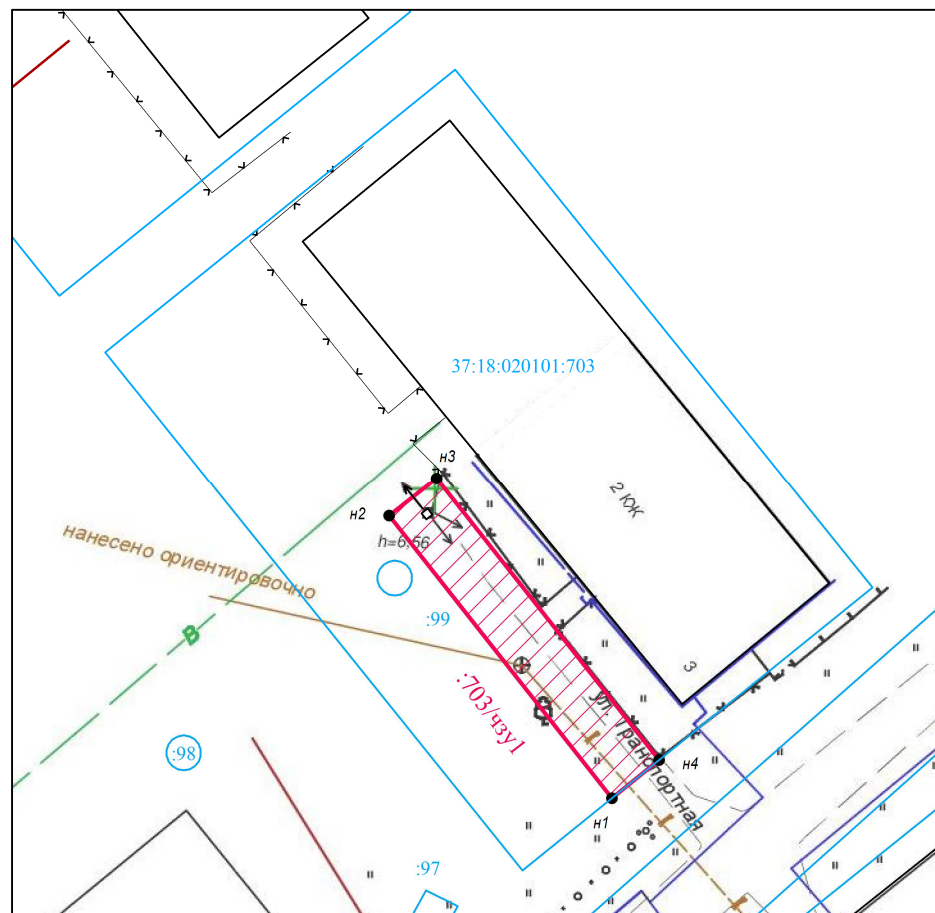 37:18:020101:703
н3
2 КЖ
н2
h=6,56
нанесено ориентировочно
:99
В
3
:703/чзу1
ул. Транспортная
:98
н4
н1
:97